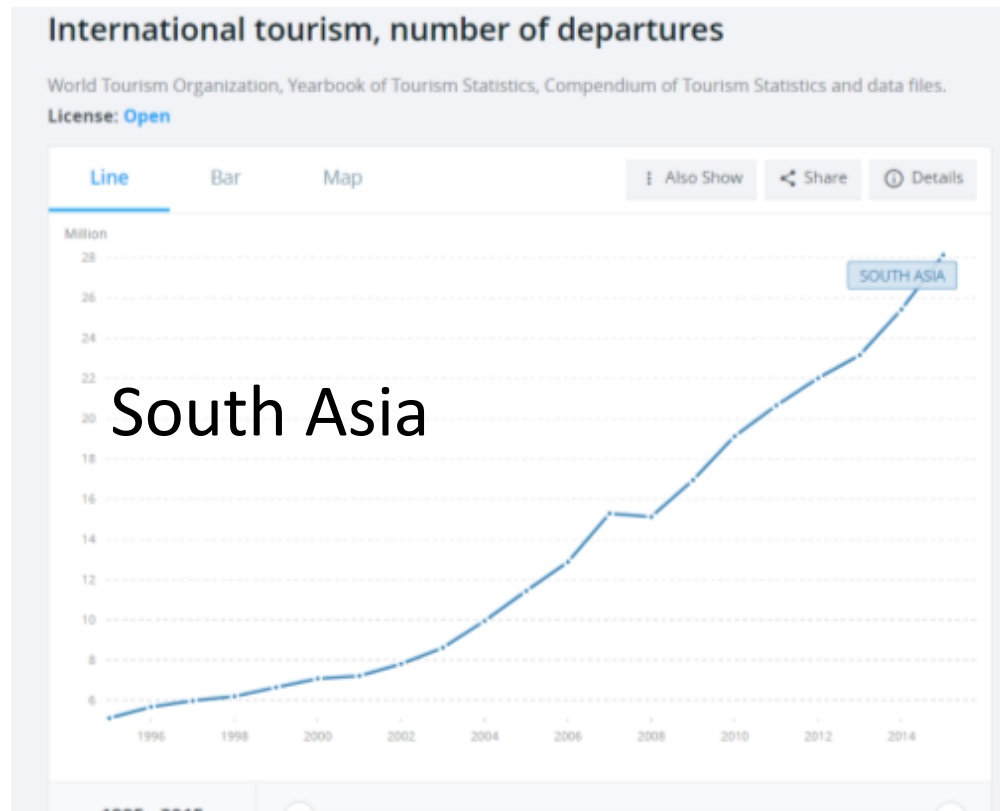 International tourism, number of departures
World Tourism Organization, Yearbook of Tourism Statistics, Compendium of Tourism Statistics and data files.
License: Open
Line Bar Map Also Show Share Details
Million
28
SOUTH ASIA
26
24
22
South Asia
20
18
16
14
12
10
8
6
1996 1998 2000 2002 2004 2006 2008 2010 2012 2014